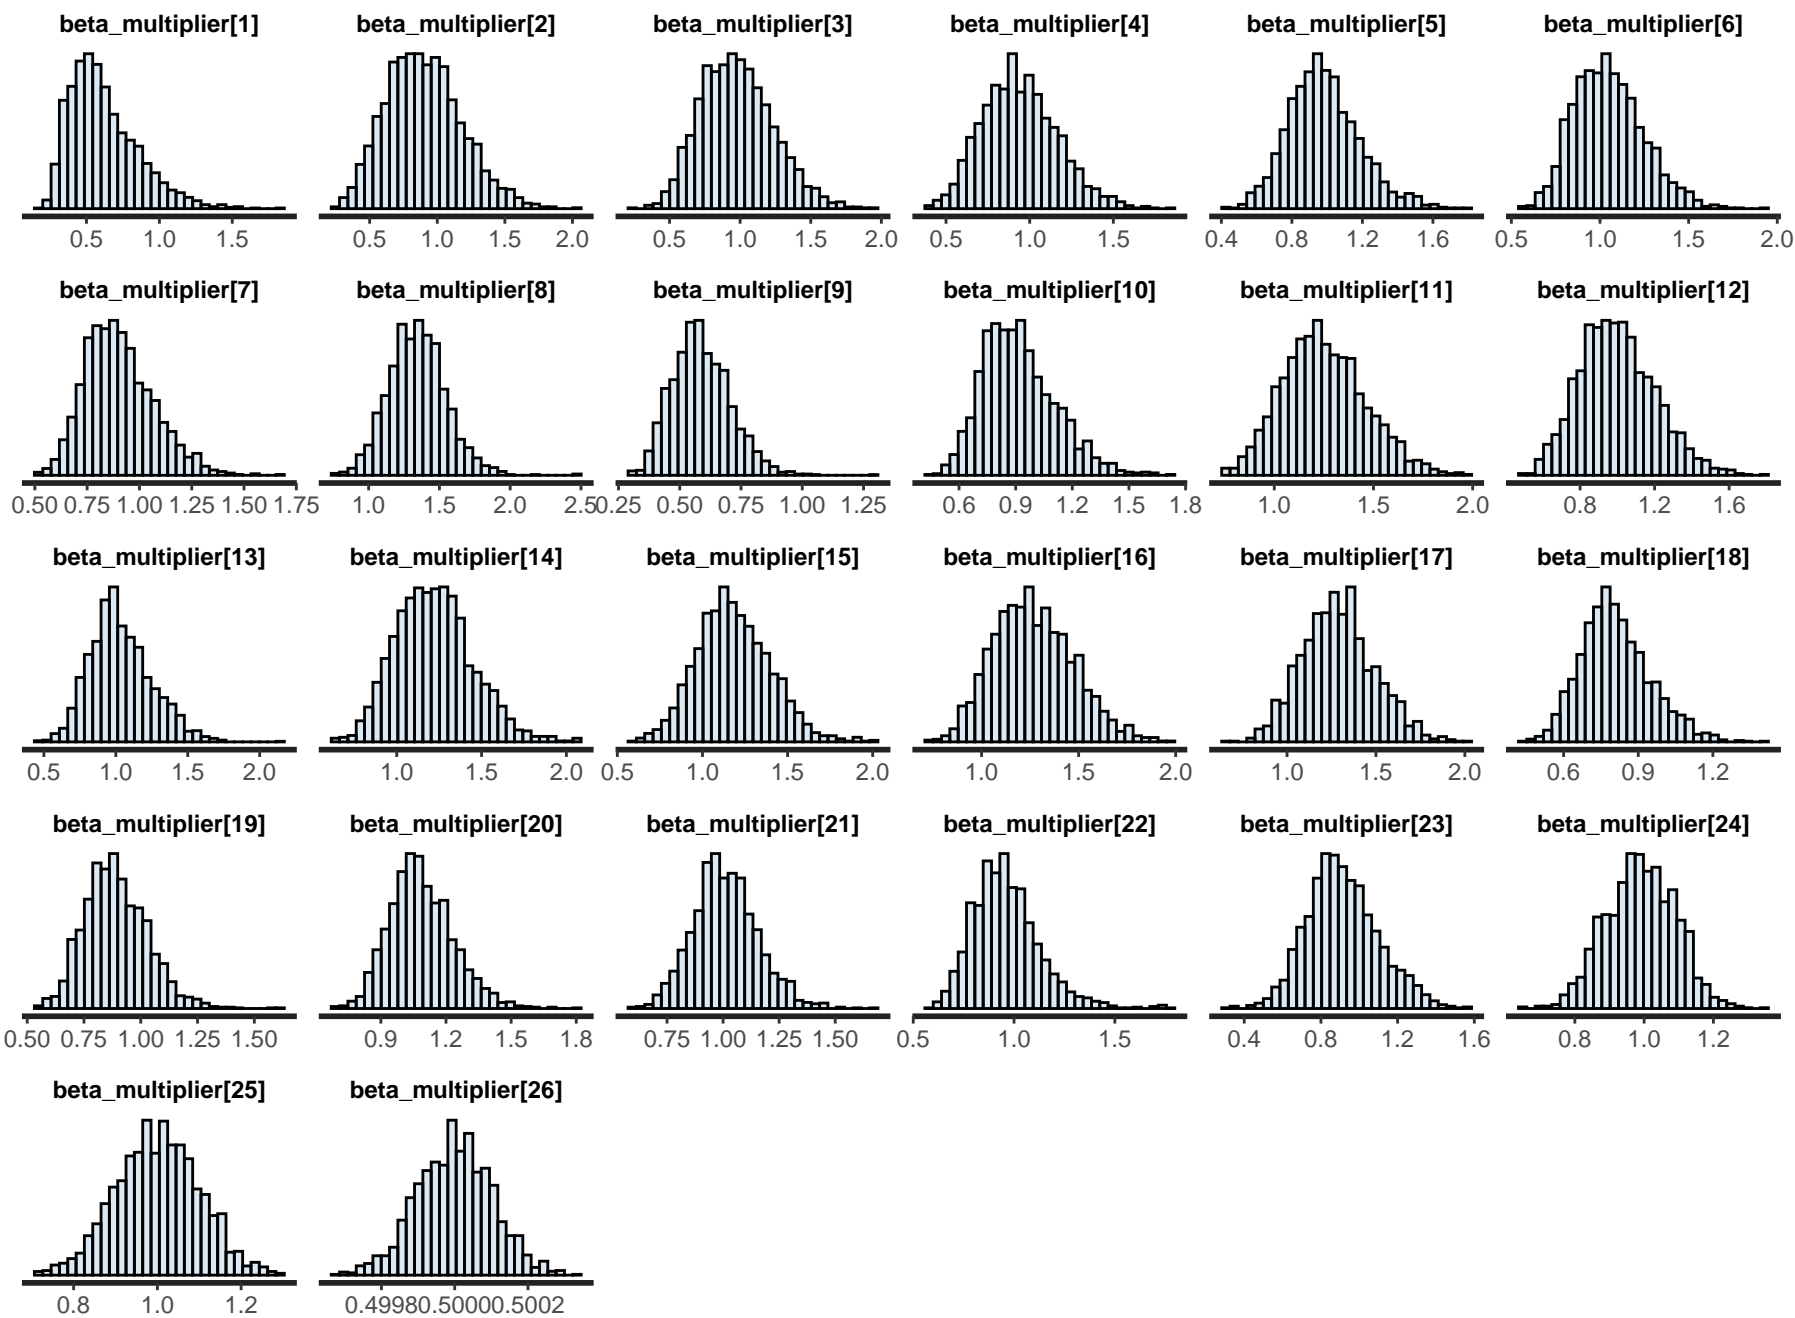 beta_multiplier[1] beta_multiplier[2] beta_multiplier[3] beta_multiplier[4] beta_multiplier[5] beta_multiplier[6]
0.5 1.0 1.5 0.5 1.0 1.5 2.0 0.5 1.0 1.5 2.0 0.5 1.0 1.5 0.4 0.8 1.2 1.6 0.5 1.0 1.5 2.0
beta_multiplier[7] beta_multiplier[8] beta_multiplier[9] beta_multiplier[10] beta_multiplier[11] beta_multiplier[12]
0.50 0.75 1.00 1.25 1.50 1.75 1.0 1.5 2.0 2.5 0.25 0.50 0.75 1.00 1.25 0.6 0.9 1.2 1.5 1.8 1.0 1.5 2.0 0.8 1.2 1.6
beta_multiplier[13] beta_multiplier[14] beta_multiplier[15] beta_multiplier[16] beta_multiplier[17] beta_multiplier[18]
0.5 1.0 1.5 2.0 1.0 1.5 2.0 0.5 1.0 1.5 2.0 1.0 1.5 2.0 1.0 1.5 2.0 0.6 0.9 1.2
beta_multiplier[19] beta_multiplier[20] beta_multiplier[21] beta_multiplier[22] beta_multiplier[23] beta_multiplier[24]
0.50 0.75 1.00 1.25 1.50 0.9 1.2 1.5 1.8 0.75 1.00 1.25 1.50 0.5 1.0 1.5 0.4 0.8 1.2 1.6 0.8 1.0 1.2
beta_multiplier[25] beta_multiplier[26]
0.8 1.0 1.2 0.4998 0.5000 0.5002